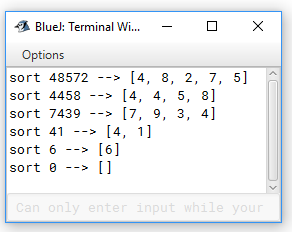 BlueJ: Terminal Wi...
Options
sort 48572 --> [4, 8, 2, 7, 5]
sort 4458 --> [4, 4, 5, 8]
sort 7439 --> [7, 9, 3, 4]
sort 41 --> [4, 1]
sort 6 --> [6]
sort 0 --> []
Can only enter input while your